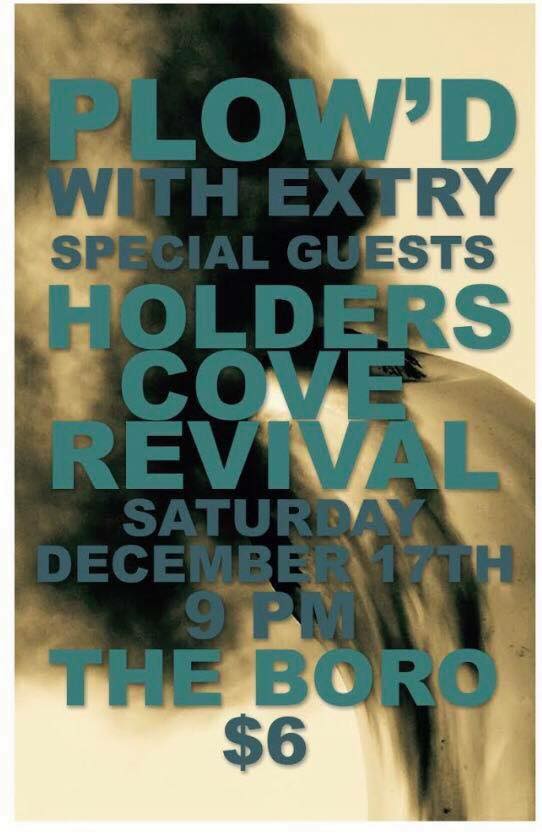 PLOW'D
WITH EXTRY
SPECIAL GUESTS
HOLDERS
COVE
REVIVAL
SATURDAY
DECEMBER 17TH
9 PM
THE BORO
$6